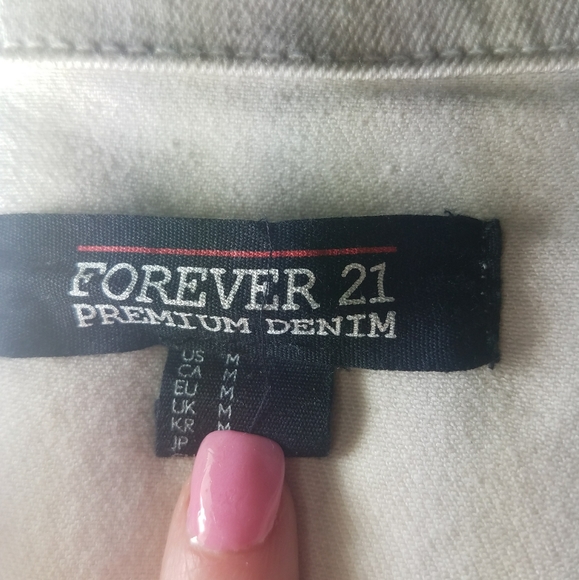 FOREVER 21
PREMIUM DENIM
US M
CA M
EU M
UK M
KR M
JP